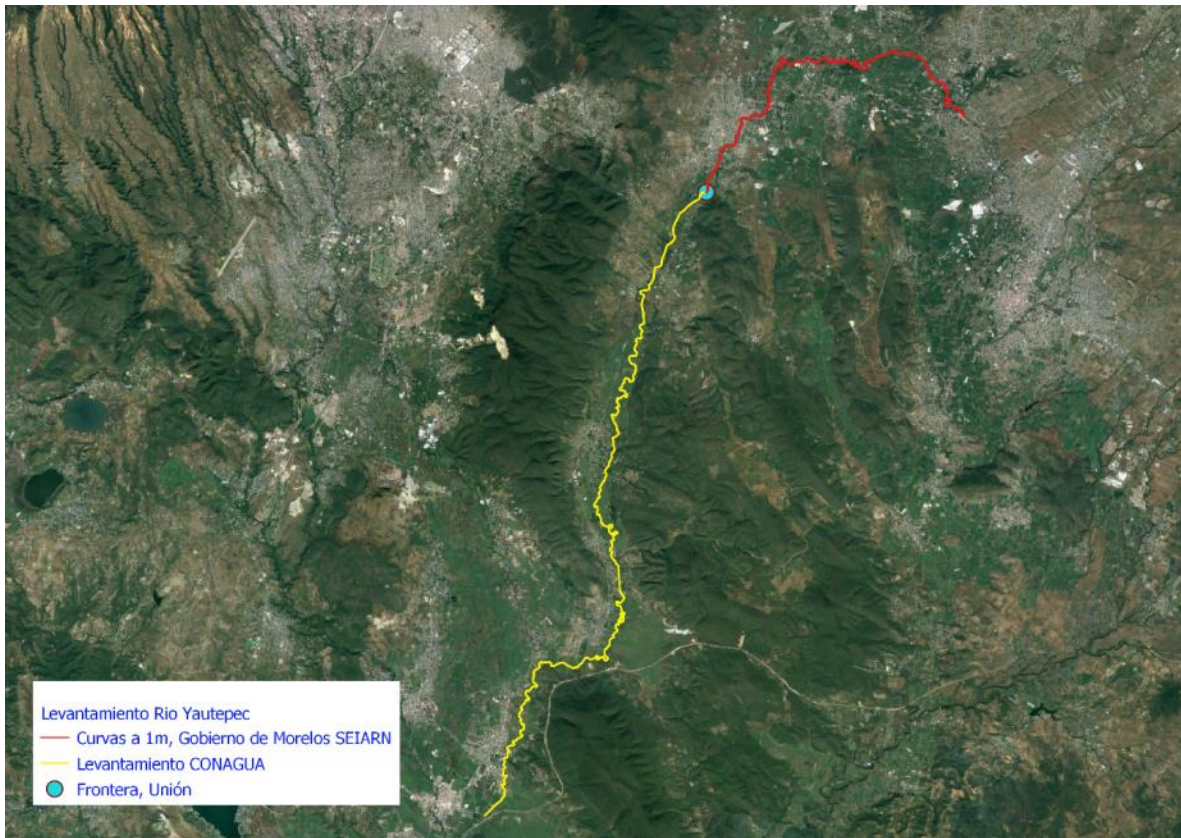 Levantamiento Rio Yautepec
Curvas a 1m, Gobierno de Morelos SEIARN
Levantamiento CONAGUA
Frontera, Unión